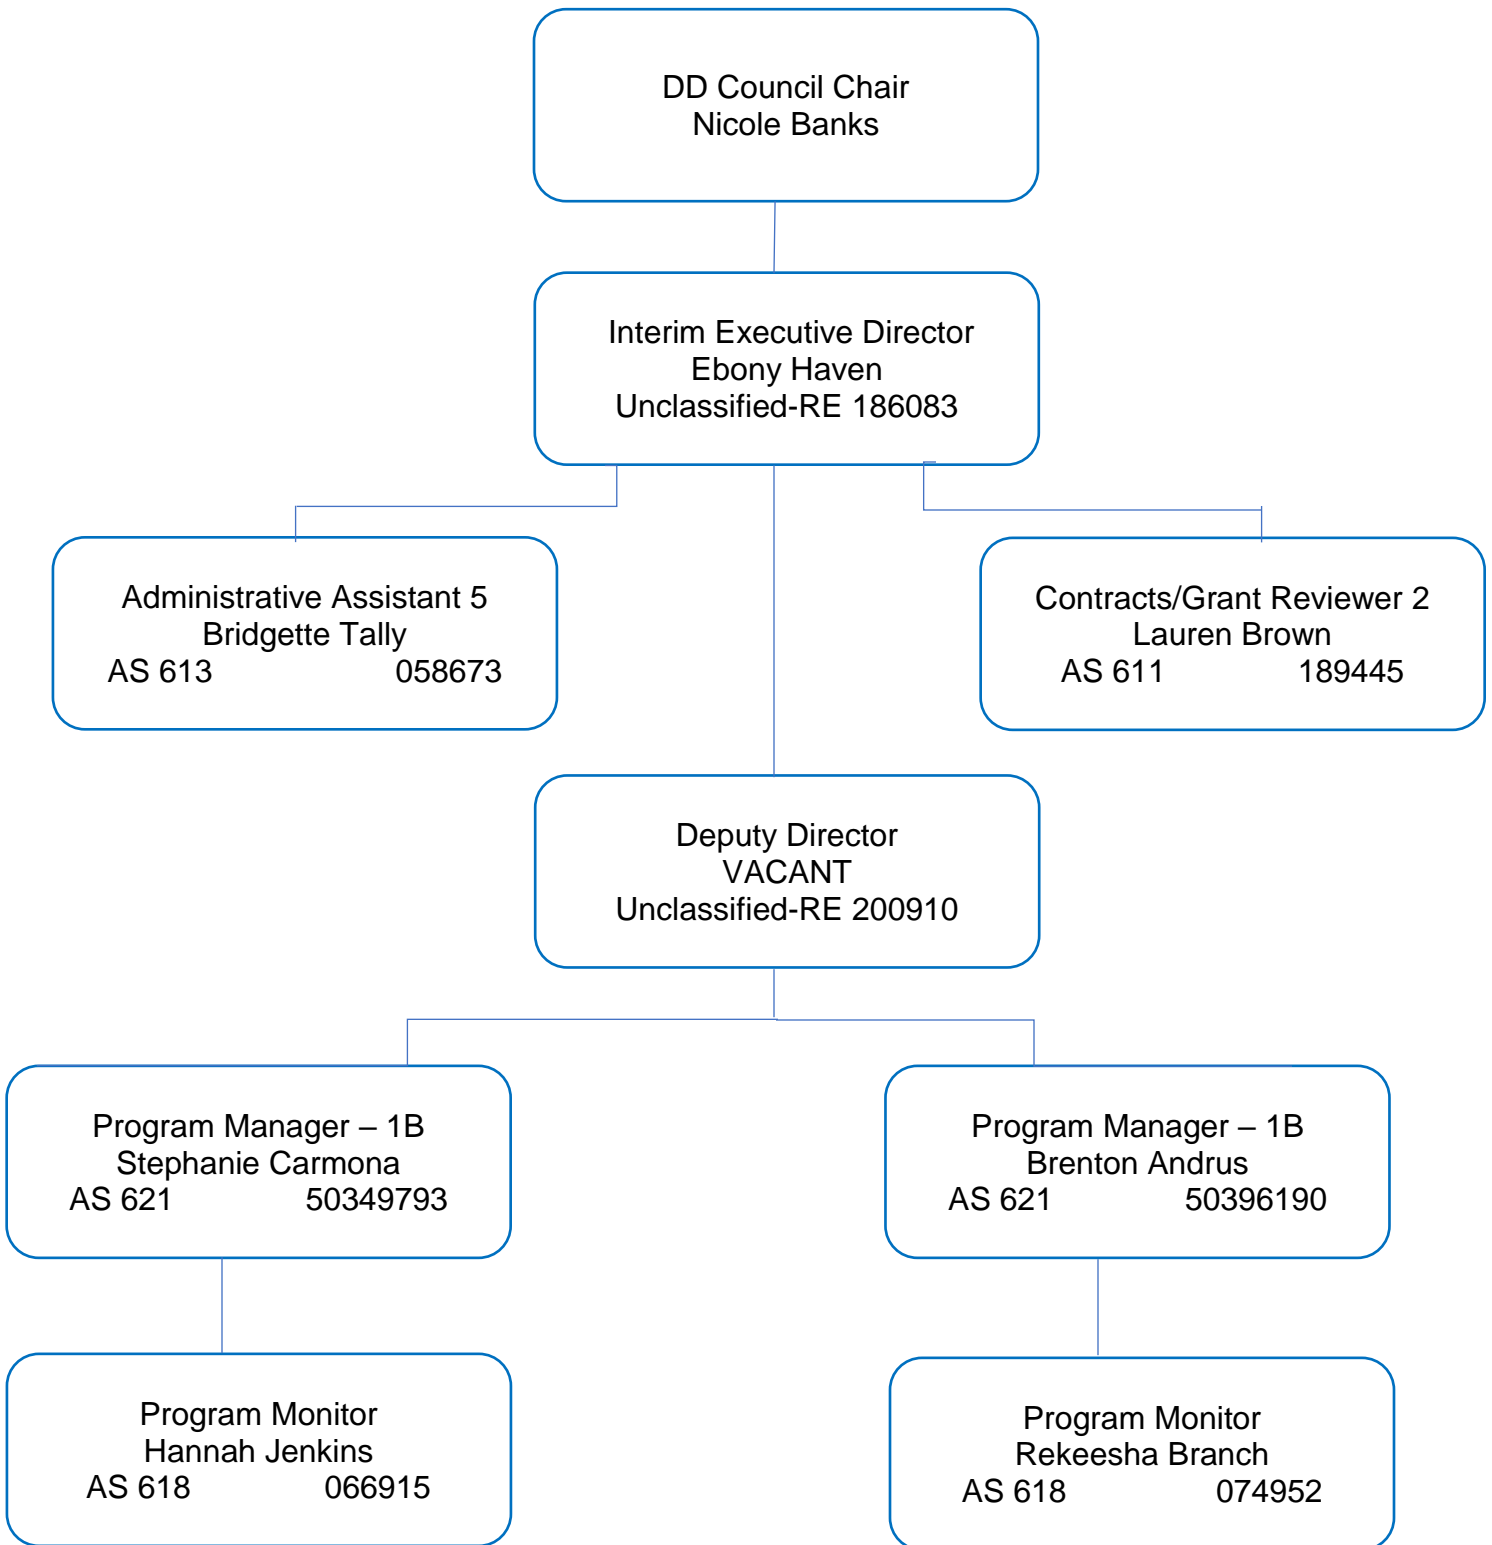 DD Council Chair
Nicole Banks
Interim Executive Director
Ebony Haven
Unclassified-RE 186083
Administrative Assistant 5
Bridgette Tally
AS 613 058673
Contracts/Grant Reviewer 2
Lauren Brown
AS 611 189445
Deputy Director
VACANT
Unclassified-RE 200910
Program Manager – 1B
Stephanie Carmona
AS 621 50349793
Program Manager – 1B
Brenton Andrus
AS 621 50396190
Program Monitor
Hannah Jenkins
AS 618 066915
Program Monitor
Rekeesha Branch
AS 618 074952